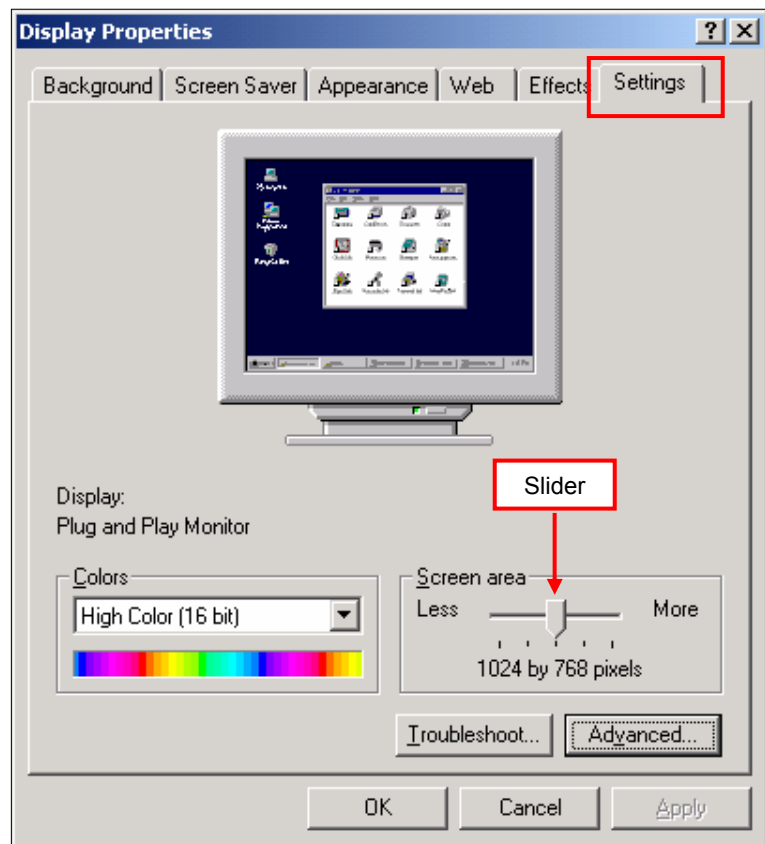 Display Properties
Background Screen Saver Appearance Web Effects Settings
Display:
Plug and Play Monitor
Slider
Colors
High Color (16 bit)
Screen area
Less More
1024 by 768 pixels
Troubleshoot... Advanced...
OK Cancel Apply